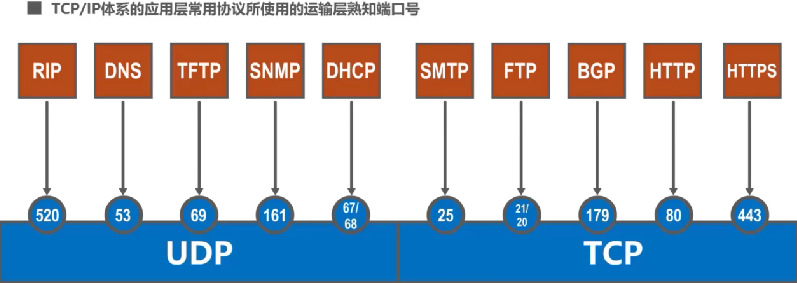 TCP/IP体系的应用层常用协议所使用的运输层熟知端口号
RIP DNS TFTP SNMP DHCP SMTP FTP BGP HTTP HTTPS
520 53 69 161 67/68 25 21/20 179 80 443
UDP TCP